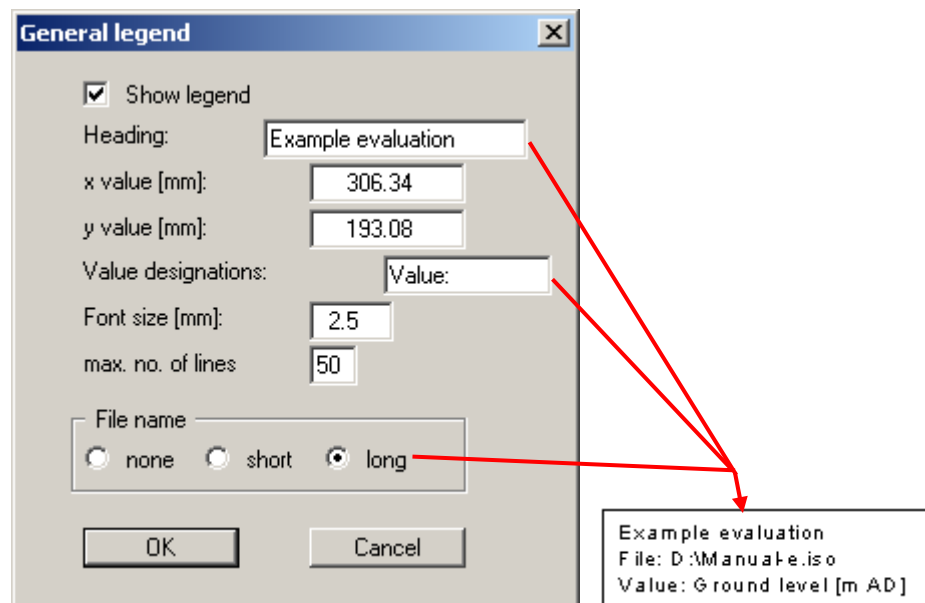 General legend
Show legend
Heading: Example evaluation
x value [mm]: 306.34
y value [mm]: 193.08
Value designations: Value:
Font size [mm]: 2.5
max. no. of lines 50
File name
none short long
OK Cancel
Example evaluation
File: D:\Manual-e.iso
Value: Ground level [m AD]